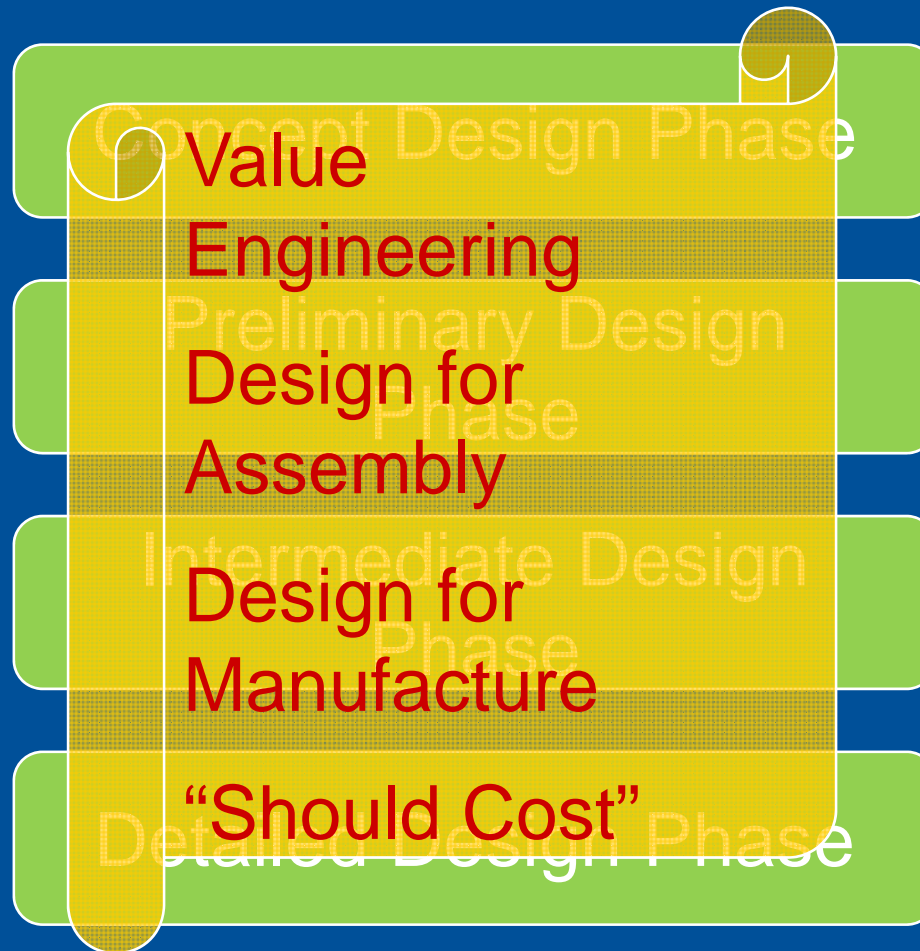 Concept Design Phase
Value
Engineering
Preliminary Design
Phase
Design for
Assembly
Intermediate Design
Phase
Design for
Manufacture
“Should Cost”
Detailed Design Phase